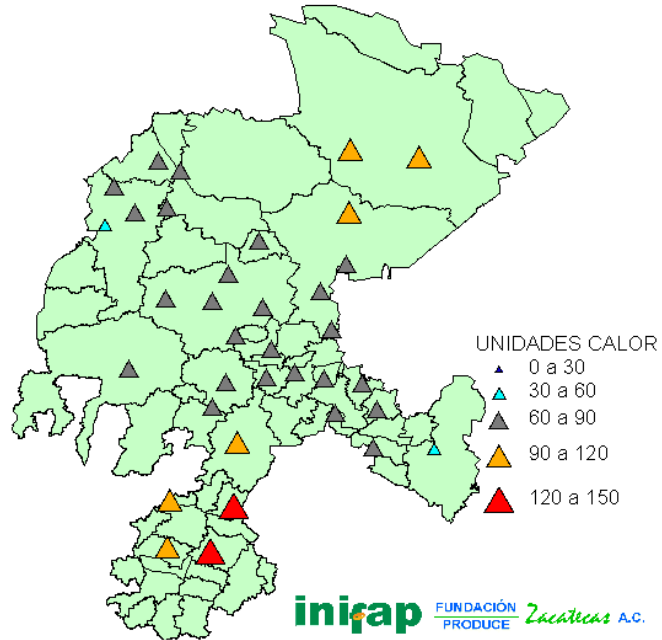 UNIDADES CALOR
0 a 30
30 a 60
60 a 90
90 a 120
120 a 150
inifap
FUNDACIÓN
PRODUCE
Zacatecas A.C.